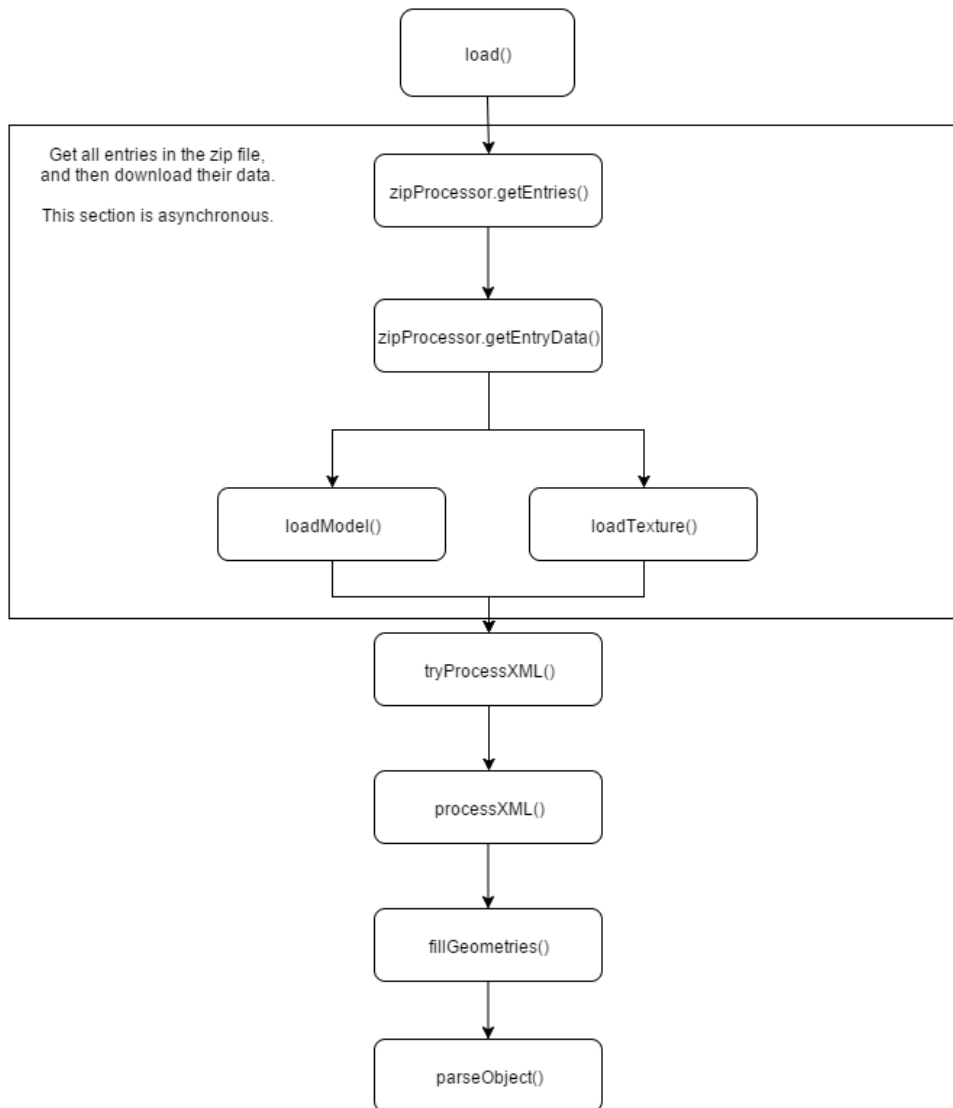 load()
Get all entries in the zip file,
and then download their data.
This section is asynchronous.
zipProcessor.getEntries()
zipProcessor.getEntryData()
loadModel()
loadTexture()
tryProcessXML()
processXML()
fillGeometries()
parseObject()